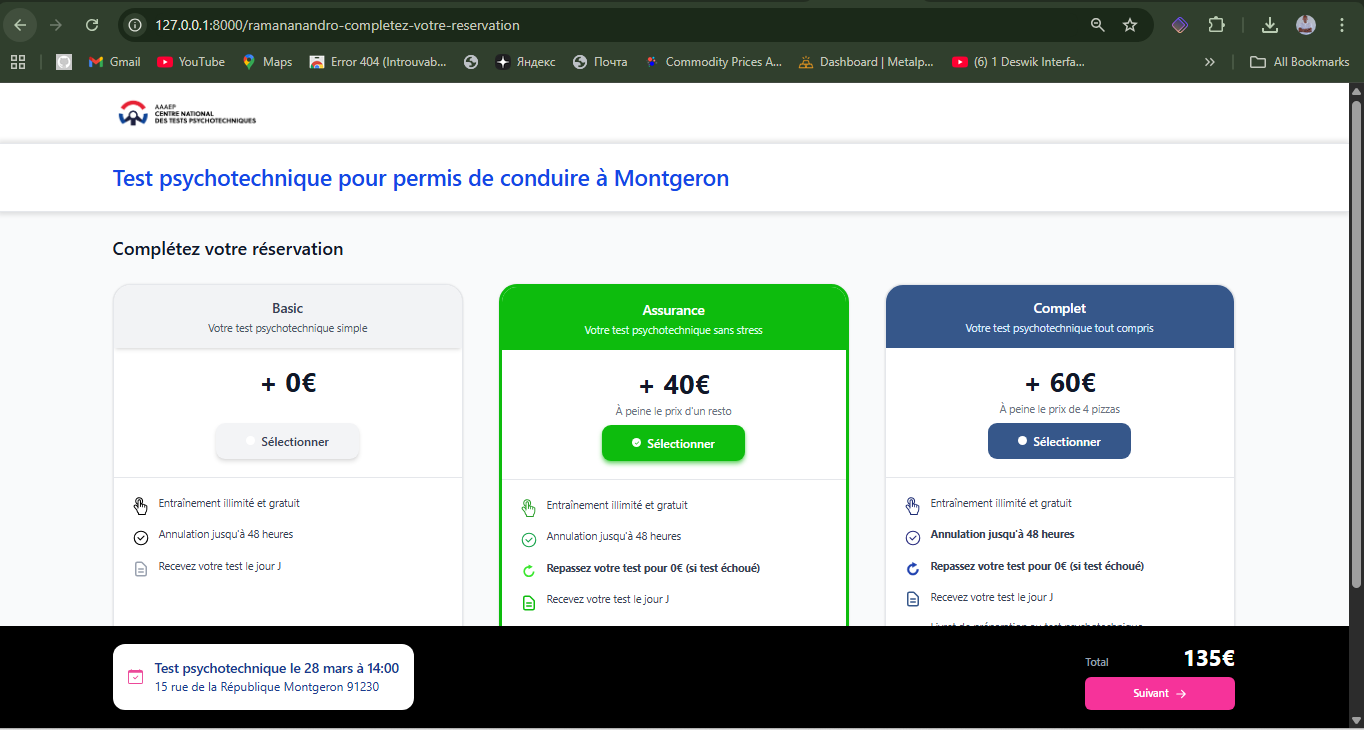 127.0.0.1:8000/ramananandro-completez-votre-reservation
Gmail
YouTube
Maps
Error 404 (Introuvab...
Яндекс
Почта
Commodity Prices A...
Dashboard | Metalp...
(6) 1 Deswik Interfa...
All Bookmarks
AAAEP
CENTRE NATIONAL
DES TESTS PSYCHOTECHNIQUES
Test psychotechnique pour permis de conduire à Montgeron
Complétez votre réservation
Basic
Votre test psychotechnique simple
+ 0€
Sélectionner
Entraînement illimité et gratuit
Annulation jusqu'à 48 heures
Recevez votre test le jour J
Assurance
Votre test psychotechnique sans stress
+ 40€
À peine le prix d'un resto
Sélectionner
Entraînement illimité et gratuit
Annulation jusqu'à 48 heures
Repassez votre test pour 0€ (si test échoué)
Recevez votre test le jour J
Complet
Votre test psychotechnique tout compris
+ 60€
À peine le prix de 4 pizzas
Sélectionner
Entraînement illimité et gratuit
Annulation jusqu'à 48 heures
Repassez votre test pour 0€ (si test échoué)
Recevez votre test le jour J
Livret de préparation au test psychotechnique
Test psychotechnique le 28 mars à 14:00
15 rue de la République Montgeron 91230
Total
135€
Suivant →